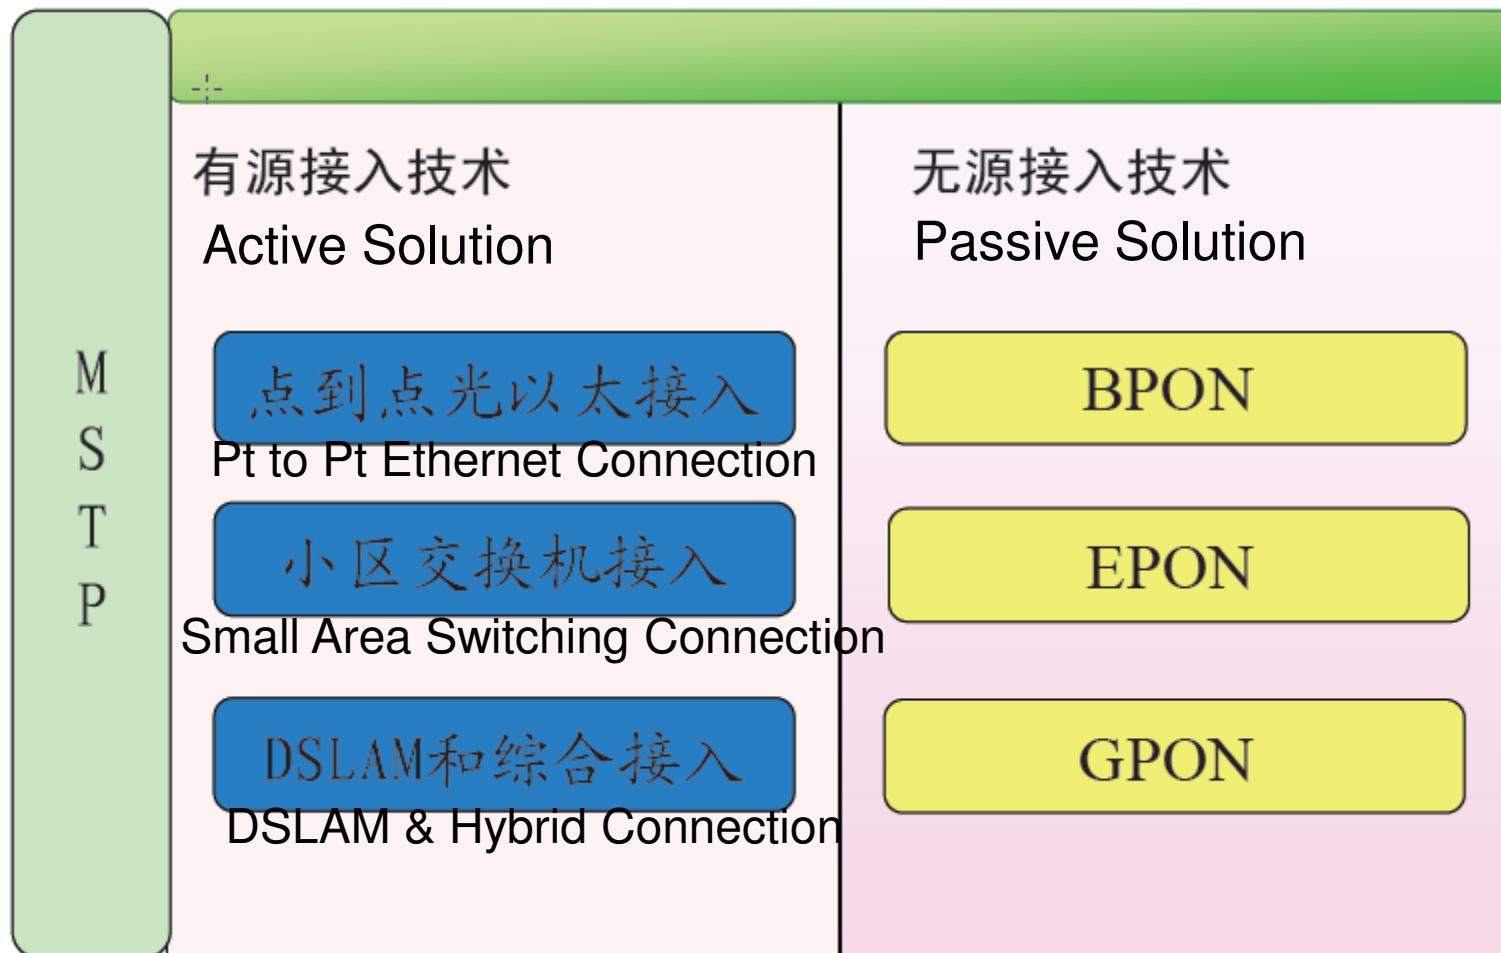 M
S
T
P
有源接入技术
Active Solution
点到点光以太接入
Pt to Pt Ethernet Connection
小区交换机接入
Small Area Switching Connection
DSLAM和综合接入
DSLAM & Hybrid Connection
无源接入技术
Passive Solution
BPON
EPON
GPON